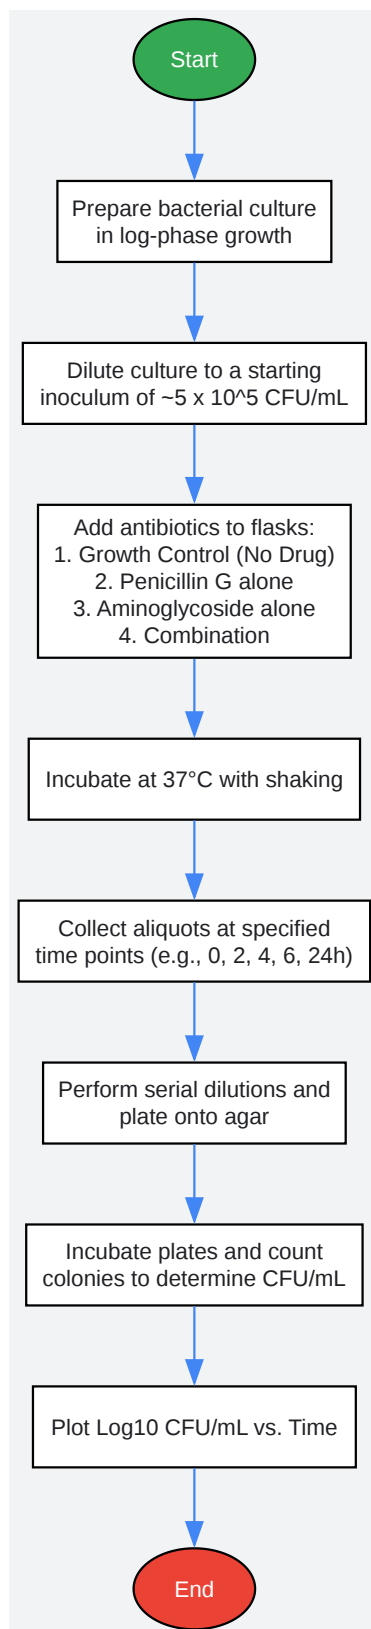 Start
Prepare bacterial culture
in log-phase growth
Dilute culture to a starting
inoculum of ~5 x 10^5 CFU/mL
Add antibiotics to flasks:
1. Growth Control (No Drug)
2. Penicillin G alone
3. Aminoglycoside alone
4. Combination
Incubate at 37°C with shaking
Collect aliquots at specified
time points (e.g., 0, 2, 4, 6, 24h)
Perform serial dilutions and
plate onto agar
Incubate plates and count
colonies to determine CFU/mL
Plot Log10 CFU/mL vs. Time
End